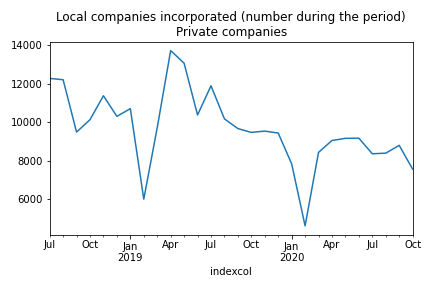 Local companies incorporated (number during the period)
Private companies
14000
12000
10000
8000
6000
Jul Oct Jan Apr Jul Oct Jan Apr Jul Oct
2019 2020
indexcol